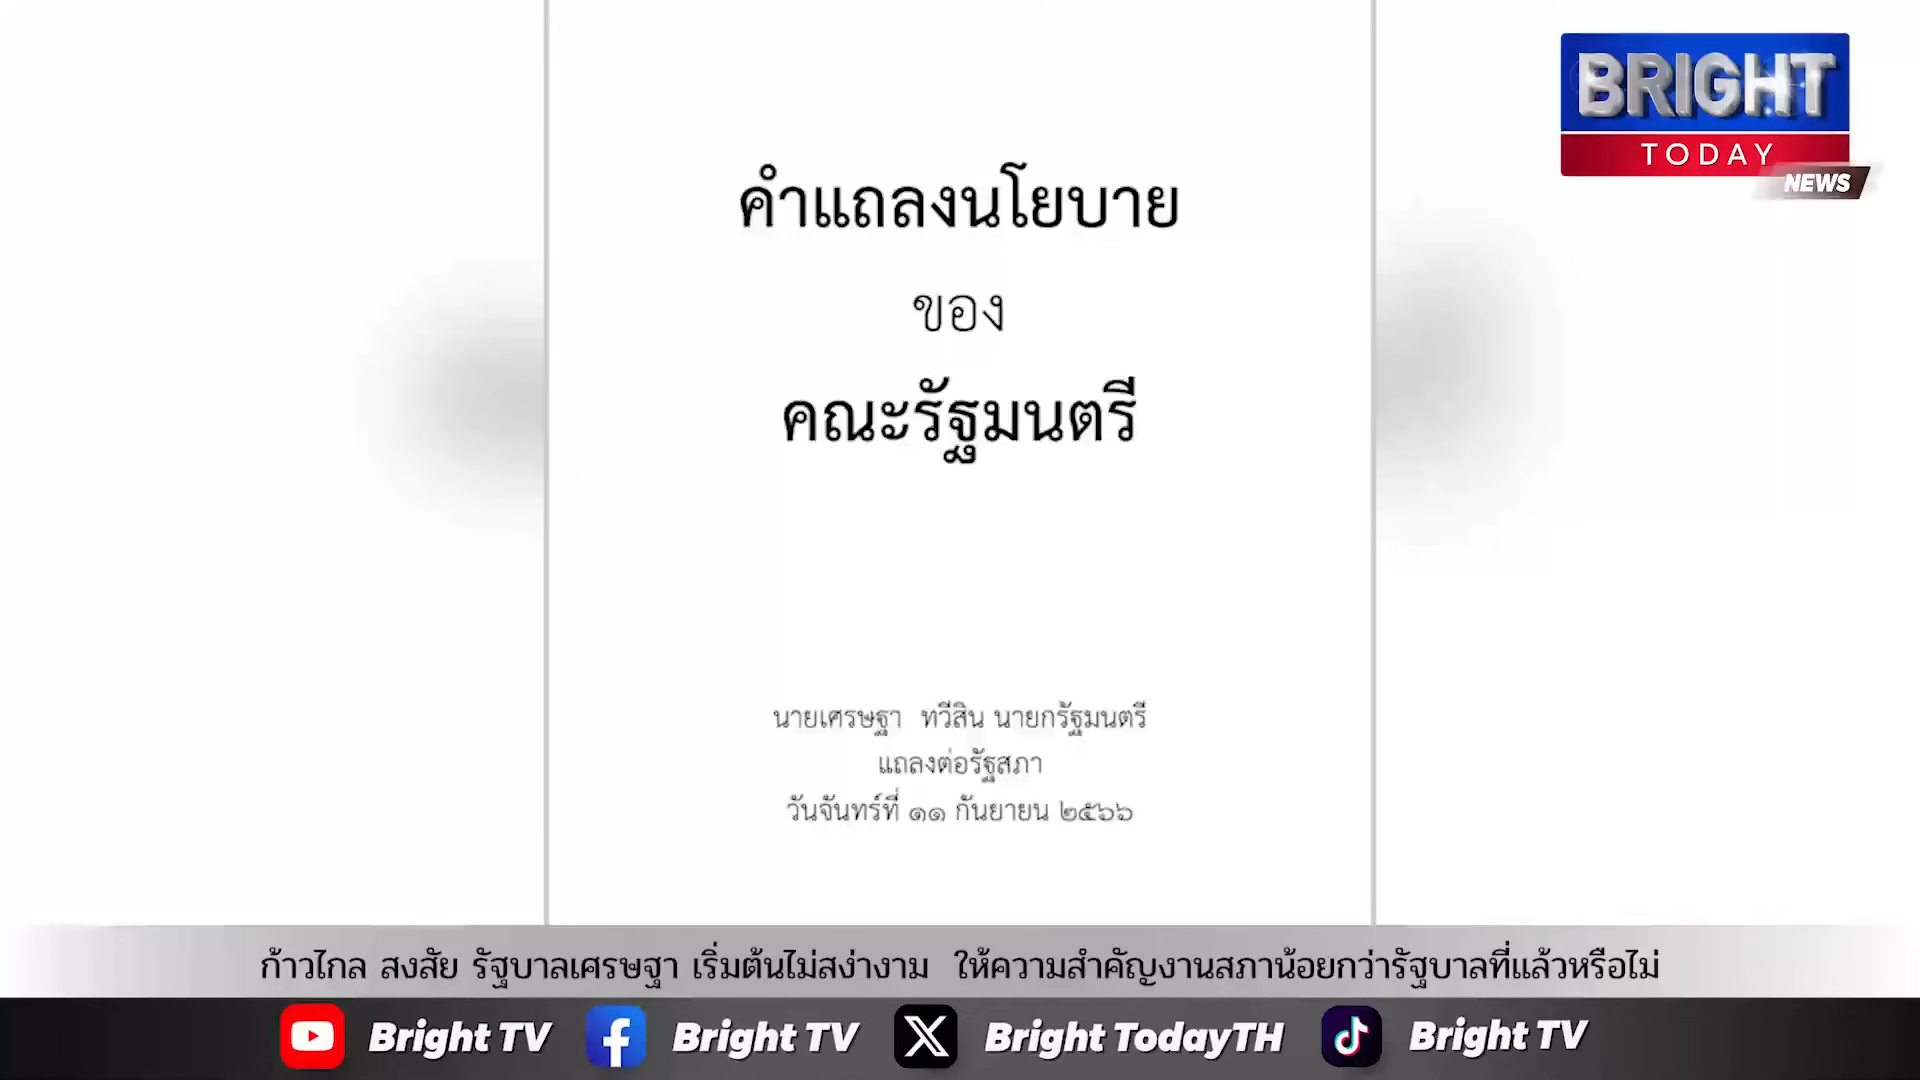 BRIGHT
TODAY
NEWS
คำแถลงนโยบาย
ของ
คณะรัฐมนตรี
นายเศรษฐา ทวีสิน นายกรัฐมนตรี
แถลงต่อรัฐสภา
วันจันทร์ที่ ๑๑ กันยายน ๒๕๖๖
ก้าวไกล สงสัย รัฐบาลเศรษฐา เริ่มต้นไม่สง่างาม ให้ความสำคัญงานสภาน้อยกว่ารัฐบาลที่แล้วหรือไม่
Bright TV Bright TV Bright TodayTH Bright TV